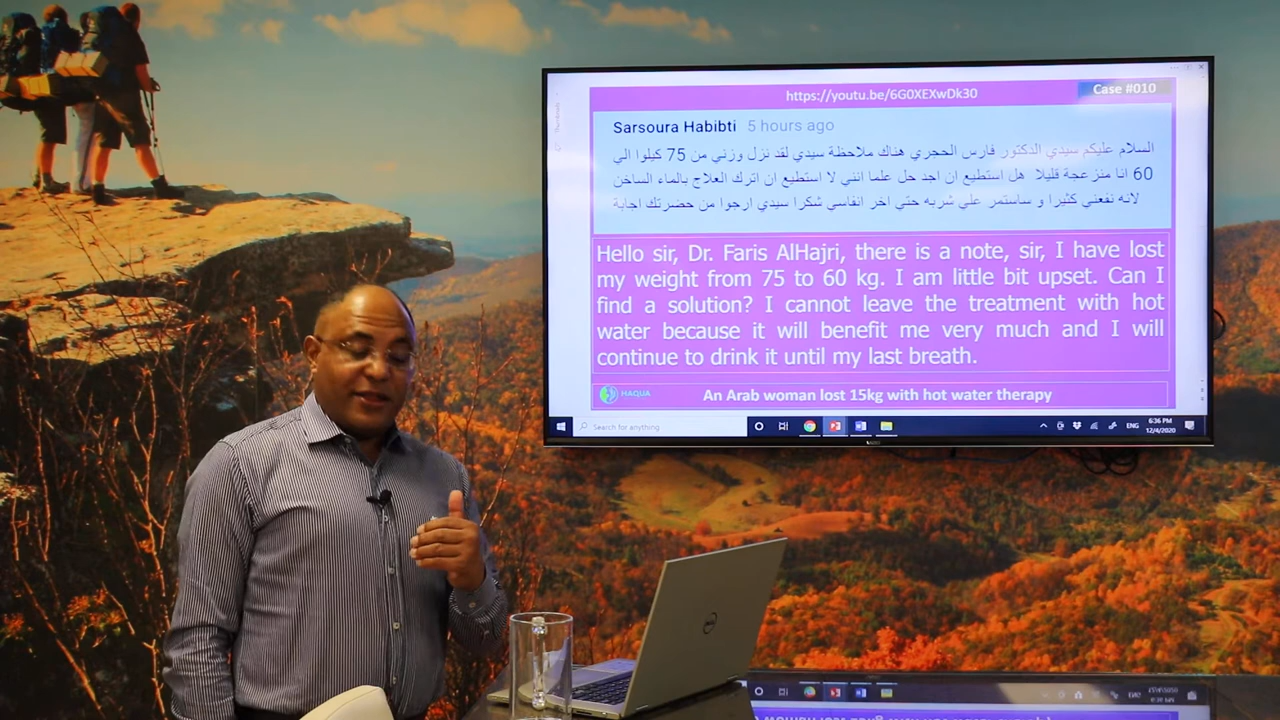 https://youtu.be/6G0XEXwDk30
Case #010
Sarsoura Habibti 5 hours ago
السلام عليكم سيدي الدكتور فارس الحجري هناك ملاحظة سيدي لقد نزل وزني من 75 كيلوا الي
60 انا منزعجة قليلا هل استطيع ان اجد حل علما انني لا استطيع ان اترك العلاج بالماء الساخن
لانه نفعني كثيرا و ساستمر علي شربه حتي اخر انفاسي شكرا سيدي ارجوا من حضرتك اجابة
Hello sir, Dr. Faris AlHajri, there is a note, sir, I have lost
my weight from 75 to 60 kg. I am little bit upset. Can I
find a solution? I cannot leave the treatment with hot
water because it will benefit me very much and I will
continue to drink it until my last breath.
HAQUA
An Arab woman lost 15kg with hot water therapy
Search for anything
ENG
6:36 PM
12/4/2020
DELL